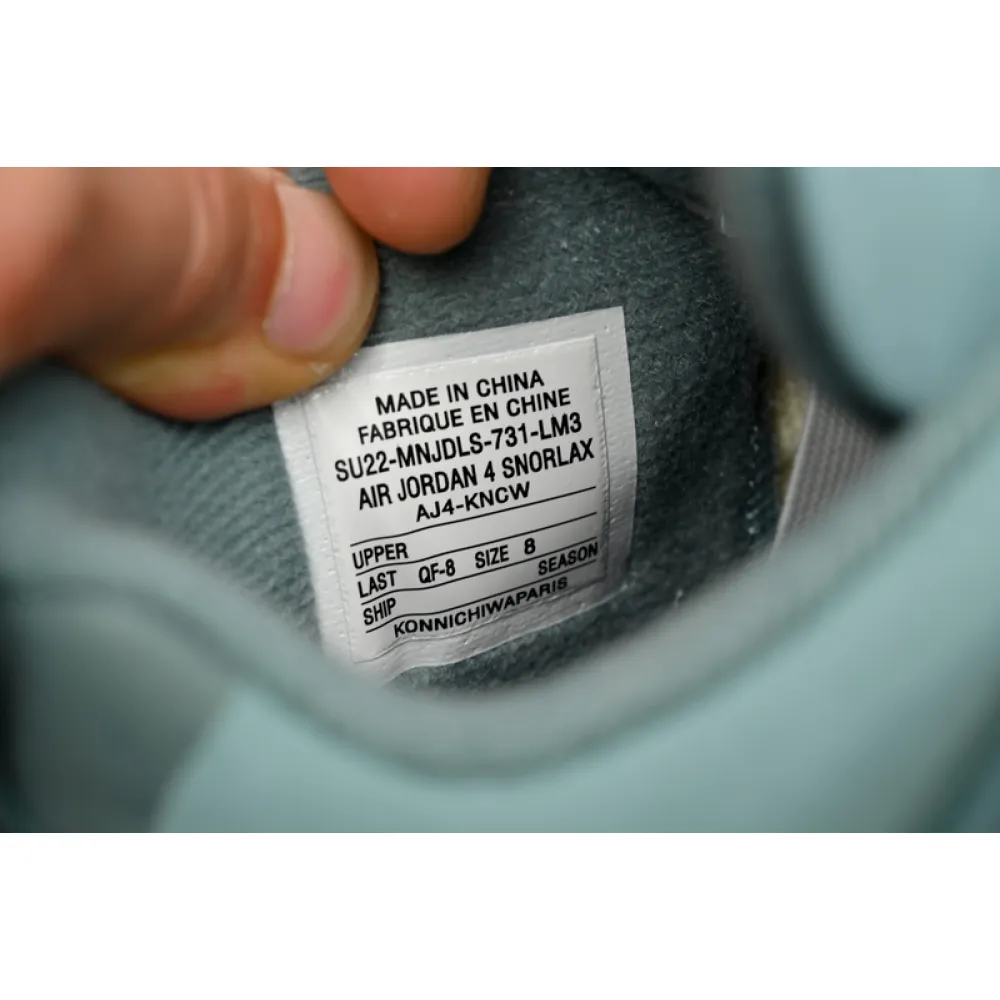 MADE IN CHINA
FABRIQUE EN CHINE
SU22-MNJDLS-731-LM3
AIR JORDAN 4 SNORLAX
AJ4-KNCW
UPPER
LAST QF-8 SIZE 8
SHIP SEASON
KONNICHIWAPARIS